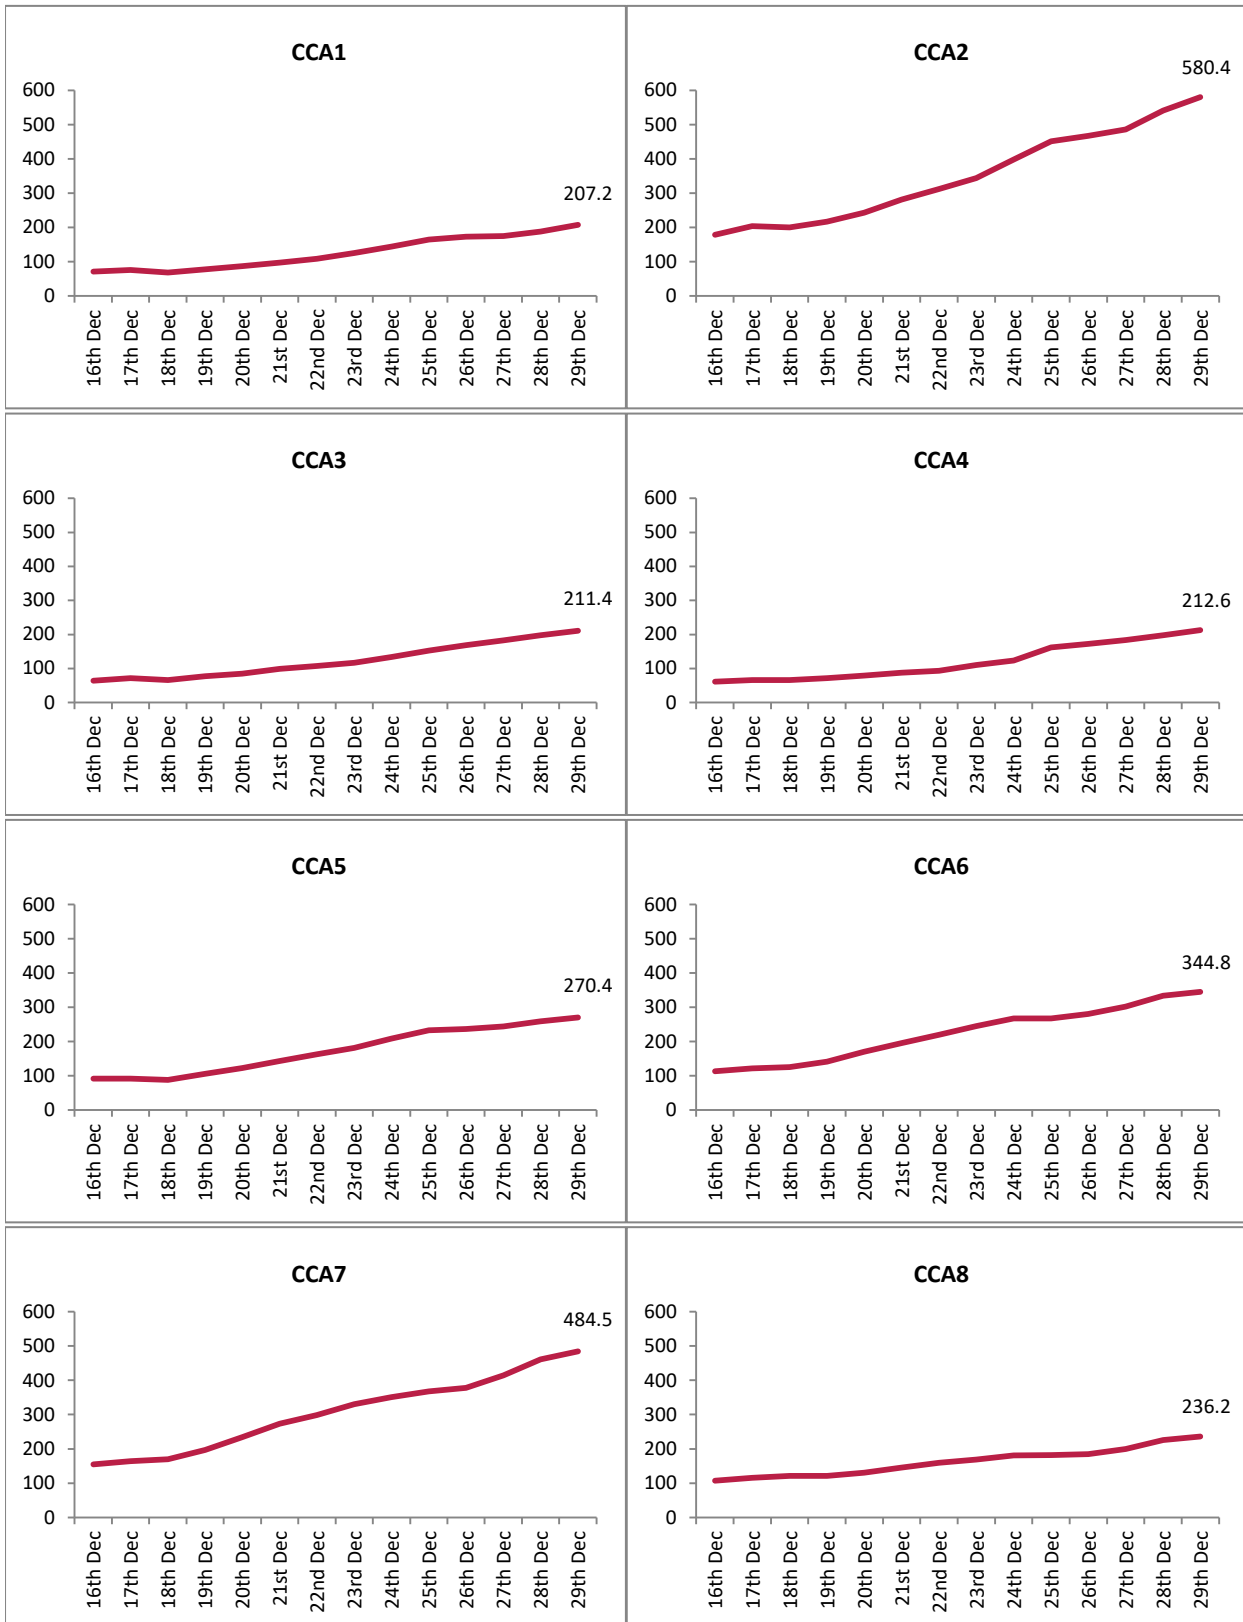 CCA1
207.2
600
500
400
300
200
100
0
16th Dec
17th Dec
18th Dec
19th Dec
20th Dec
21st Dec
22nd Dec
23rd Dec
24th Dec
25th Dec
26th Dec
27th Dec
28th Dec
29th Dec
CCA2
580.4
600
500
400
300
200
100
0
16th Dec
17th Dec
18th Dec
19th Dec
20th Dec
21st Dec
22nd Dec
23rd Dec
24th Dec
25th Dec
26th Dec
27th Dec
28th Dec
29th Dec
CCA3
211.4
600
500
400
300
200
100
0
16th Dec
17th Dec
18th Dec
19th Dec
20th Dec
21st Dec
22nd Dec
23rd Dec
24th Dec
25th Dec
26th Dec
27th Dec
28th Dec
29th Dec
CCA4
212.6
600
500
400
300
200
100
0
16th Dec
17th Dec
18th Dec
19th Dec
20th Dec
21st Dec
22nd Dec
23rd Dec
24th Dec
25th Dec
26th Dec
27th Dec
28th Dec
29th Dec
CCA5
270.4
600
500
400
300
200
100
0
16th Dec
17th Dec
18th Dec
19th Dec
20th Dec
21st Dec
22nd Dec
23rd Dec
24th Dec
25th Dec
26th Dec
27th Dec
28th Dec
29th Dec
CCA6
344.8
600
500
400
300
200
100
0
16th Dec
17th Dec
18th Dec
19th Dec
20th Dec
21st Dec
22nd Dec
23rd Dec
24th Dec
25th Dec
26th Dec
27th Dec
28th Dec
29th Dec
CCA7
484.5
600
500
400
300
200
100
0
16th Dec
17th Dec
18th Dec
19th Dec
20th Dec
21st Dec
22nd Dec
23rd Dec
24th Dec
25th Dec
26th Dec
27th Dec
28th Dec
29th Dec
CCA8
236.2
600
500
400
300
200
100
0
16th Dec
17th Dec
18th Dec
19th Dec
20th Dec
21st Dec
22nd Dec
23rd Dec
24th Dec
25th Dec
26th Dec
27th Dec
28th Dec
29th Dec